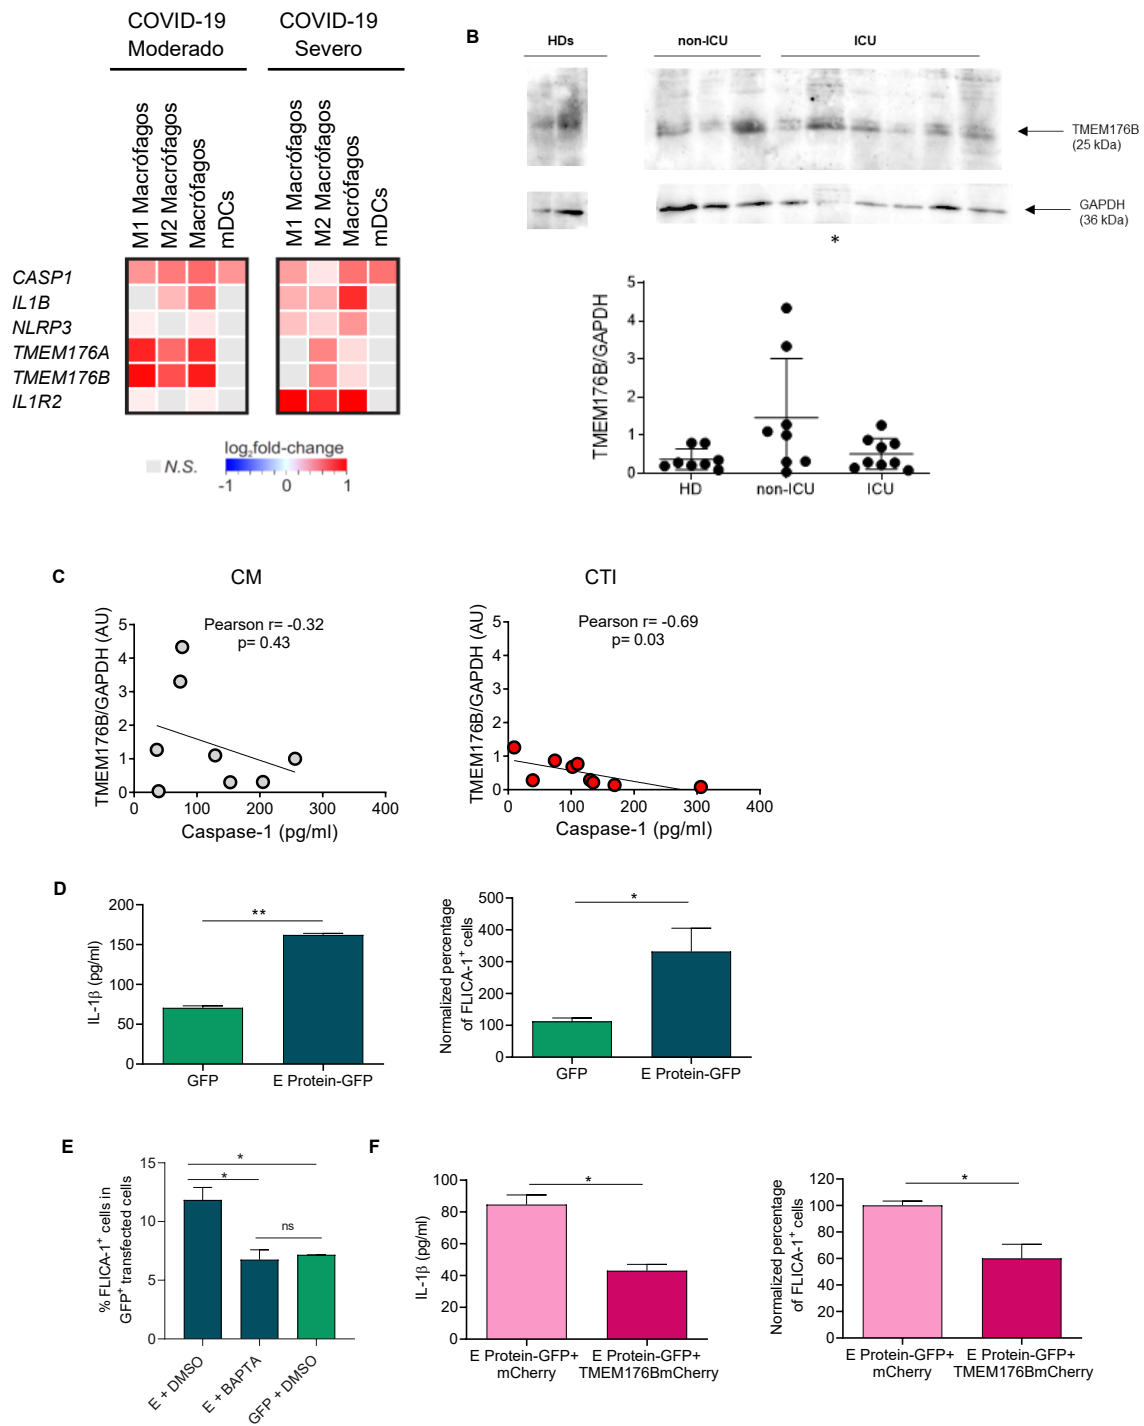 COVID-19
Moderado
COVID-19
Severo
M1 Macrófagos
M2 Macrófagos
Macrófagos
mDCs
M1 Macrófagos
M2 Macrófagos
Macrófagos
mDCs
CASP1
IL1B
NLRP3
TMEM176A
TMEM176B
IL1R2
N.S.
log2fold-change
-1 0 1
B
HDs
non-ICU
ICU
TMEM176B
(25 kDa)
GAPDH
(36 kDa)
*
TMEM176B/GAPDH
5
4
3
2
1
0
HD non-ICU ICU
C
CM
Pearson r= -0.32
p= 0.43
TMEM176B/GAPDH (AU)
5
4
3
2
1
0
0 100 200 300 400
Caspase-1 (pg/ml)
CTI
Pearson r= -0.69
p= 0.03
TMEM176B/GAPDH (AU)
5
4
3
2
1
0
0 100 200 300 400
Caspase-1 (pg/ml)
D
IL-1β (pg/ml)
200
150
100
50
0
**
GFP E Protein-GFP
Normalized percentage
of FLICA-1+ cells
500
400
300
200
100
0
*
GFP E Protein-GFP
E
% FLICA-1+ cells in
GFP+ transfected cells
15
10
5
0
*
*
ns
E + DMSO
E + BAPTA
GFP + DMSO
F
IL-1β (pg/ml)
100
80
60
40
20
0
*
E Protein-GFP+
mCherry
E Protein-GFP+
TMEM176BmCherry
Normalized percentage
of FLICA-1+ cells
120
100
80
60
40
20
0
*
E Protein-GFP+
mCherry
E Protein-GFP+
TMEM176BmCherry